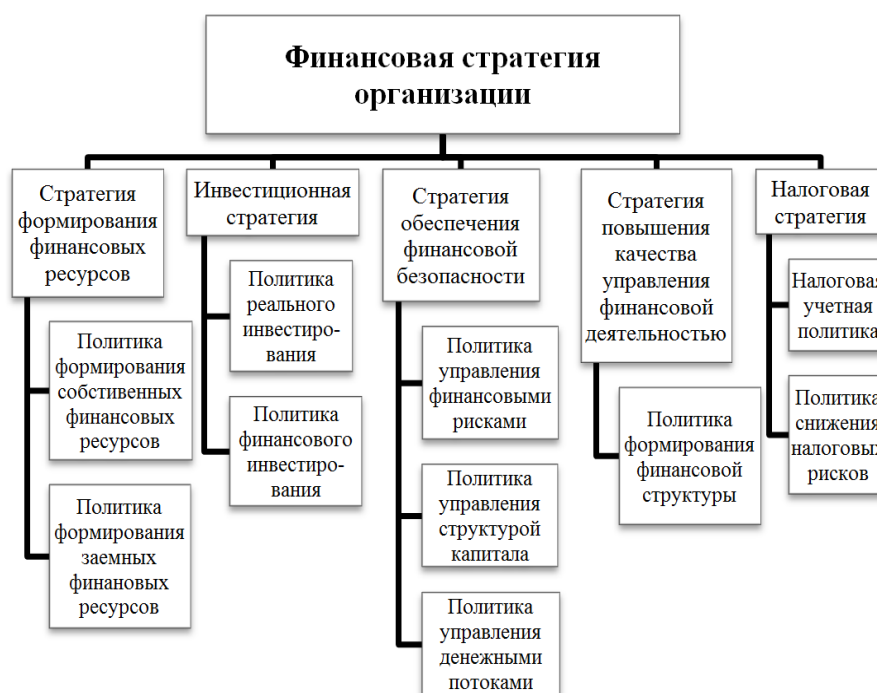 Финансовая стратегия
организации
Стратегия
формирования
финансовых
ресурсов
Политика
формирования
собстивенных
финансовых
ресурсов
Политика
формирования
заемных
финановых
ресурсов
Инвестиционная
стратегия
Политика
реального
инвестиро-
вания
Политика
финансового
инвестиро-
вания
Стратегия
обеспечения
финансовой
безопасности
Политика
управления
финансовыми
рисками
Политика
управления
структурой
капитала
Политика
управления
денежными
потоками
Стратегия
повышения
качества
управления
финансовой
деятельностью
Политика
формирования
финансовой
структуры
Налоговая
стратегия
Налоговая
учетная
политика
Политика
снижения
налоговых
рисков